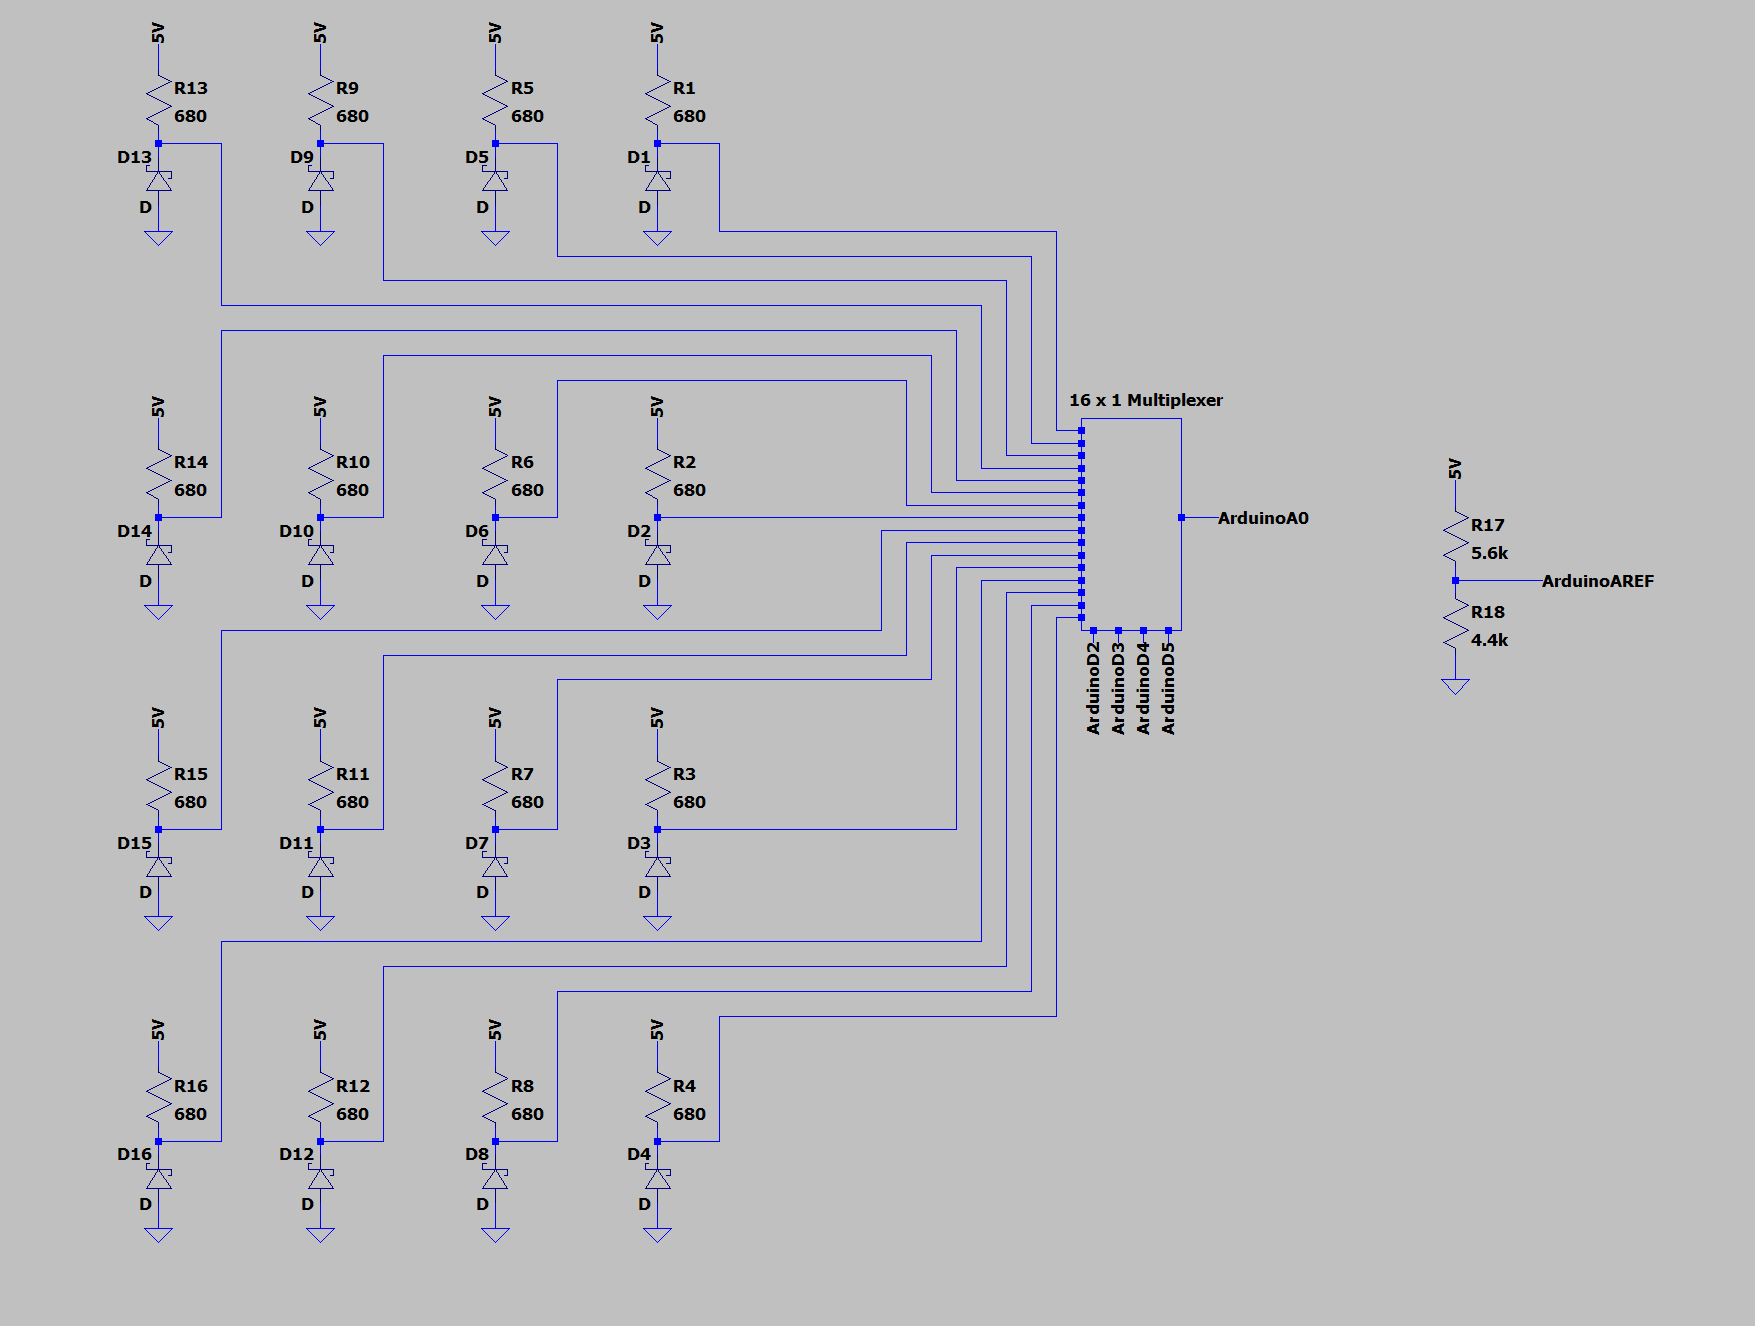 5V
5V
5V
5V
R13
680
R9
680
R5
680
R1
680
D13
D
D9
D
D5
D
D1
D
16 x 1 Multiplexer
5V
5V
5V
5V
R14
680
R10
680
R6
680
R2
680
D14
D
D10
D
D6
D
D2
D
ArduinoA0
5V
R17
5.6k
ArduinoAREF
R18
4.4k
ArduinoD2
ArduinoD3
ArduinoD4
ArduinoD5
5V
5V
5V
5V
R15
680
R11
680
R7
680
R3
680
D15
D
D11
D
D7
D
D3
D
5V
5V
5V
5V
R16
680
R12
680
R8
680
R4
680
D16
D
D12
D
D8
D
D4
D